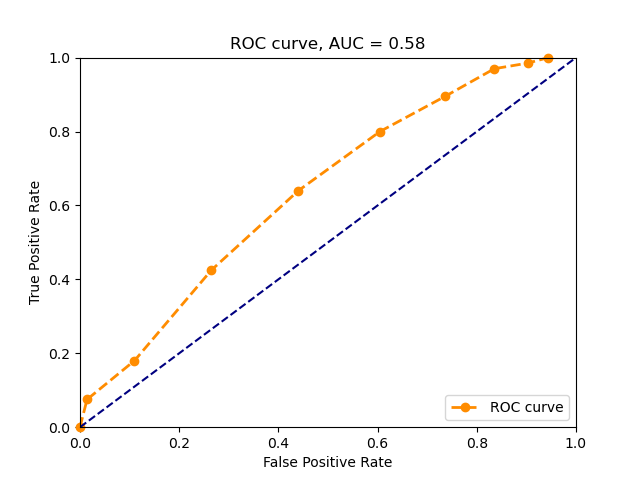 ROC curve, AUC = 0.58
1.0
0.8
0.6
0.4
0.2
0.0
True Positive Rate
ROC curve
0.0 0.2 0.4 0.6 0.8 1.0
False Positive Rate